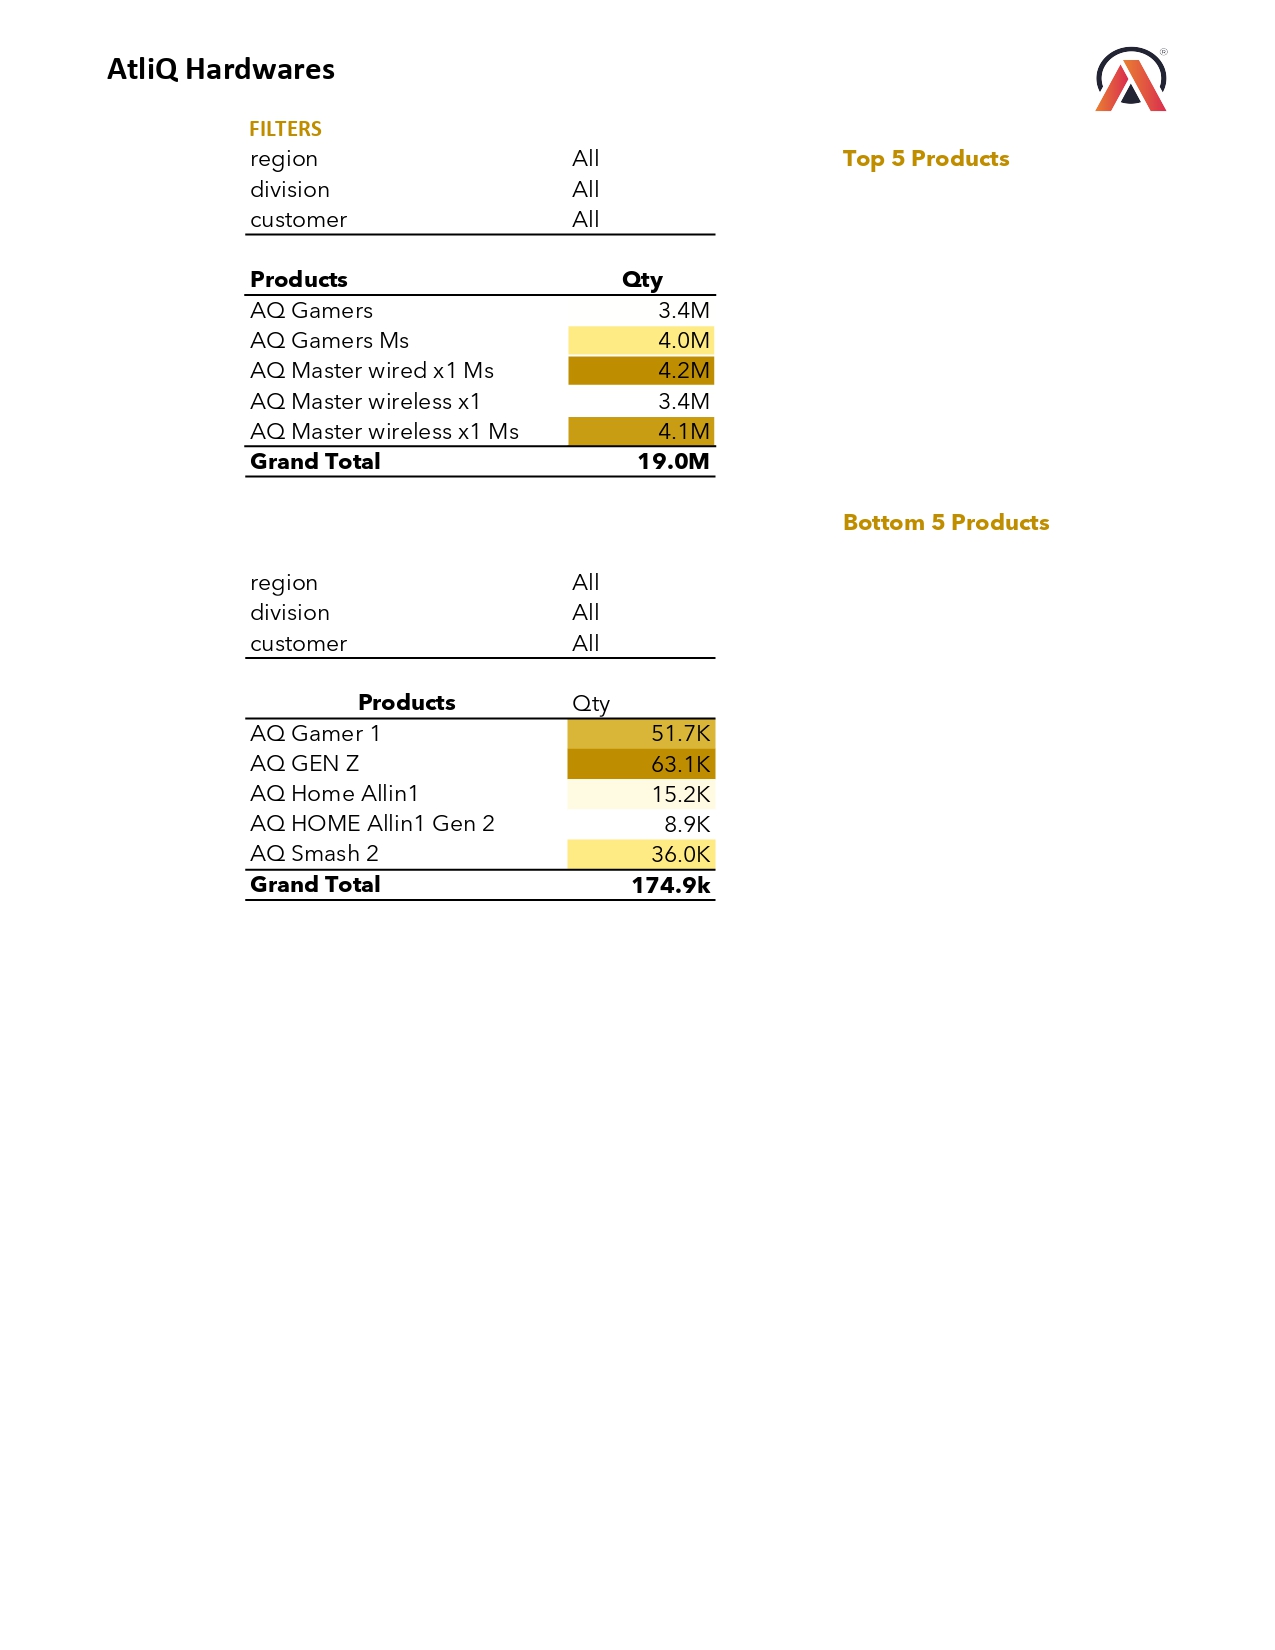 AtliQ Hardwares
®
FILTERS
region All Top 5 Products
division All
customer All
Products Qty
AQ Gamers 3.4M
AQ Gamers Ms 4.0M
AQ Master wired x1 Ms 4.2M
AQ Master wireless x1 3.4M
AQ Master wireless x1 Ms 4.1M
Grand Total 19.0M
Bottom 5 Products
region All
division All
customer All
Products Qty
AQ Gamer 1 51.7K
AQ GEN Z 63.1K
AQ Home Allin1 15.2K
AQ HOME Allin1 Gen 2 8.9K
AQ Smash 2 36.0K
Grand Total 174.9k